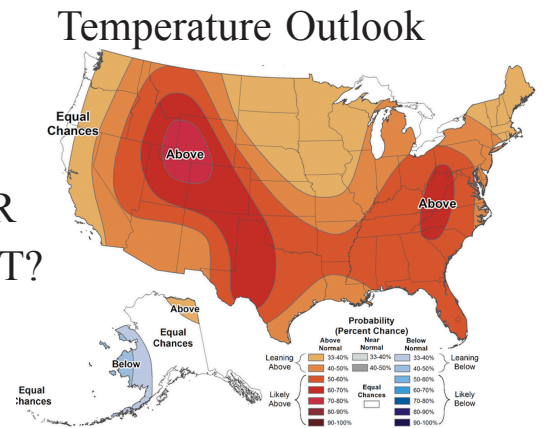 Temperature Outlook
Equal
Chances
Above
R
T?
Above
Above
Equal
Chances
Below
Equal
Chances
Probability
(Percent Chance)
Above
Normal
Near
Normal
Below
Normal
Leaning
Above
33-40%
33-40%
33-40%
Leaning
Below
40-50%
40-50%
40-50%
Likely
Above
50-60%
Equal
Chances
50-60%
Likely
Below
60-70%
60-70%
70-80%
70-80%
80-90%
80-90%
90-100%
90-100%